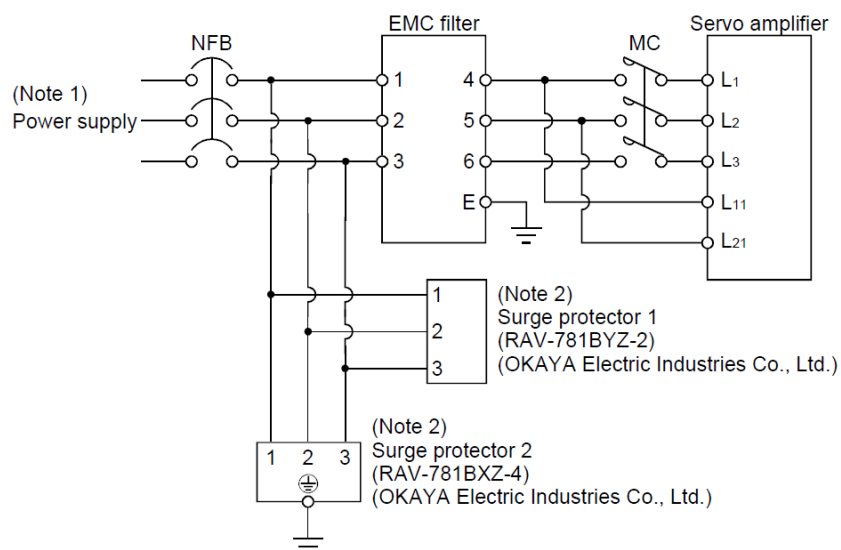 EMC filter
Servo amplifier
NFB
MC
(Note 1)
Power supply
1
2
3
4
5
6
E
L1
L2
L3
L11
L21
1
2
3
(Note 2)
Surge protector 1
(RAV-781BYZ-2)
(OKAYA Electric Industries Co., Ltd.)
1 2 3
(Note 2)
Surge protector 2
(RAV-781BXZ-4)
(OKAYA Electric Industries Co., Ltd.)